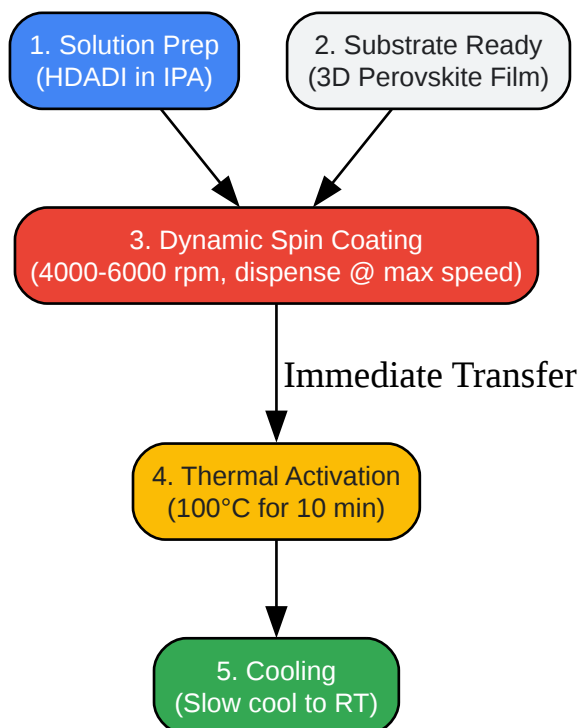 1. Solution Prep
(HDADI in IPA)
2. Substrate Ready
(3D Perovskite Film)
3. Dynamic Spin Coating
(4000-6000 rpm, dispense @ max speed)
Immediate Transfer
4. Thermal Activation
(100°C for 10 min)
5. Cooling
(Slow cool to RT)